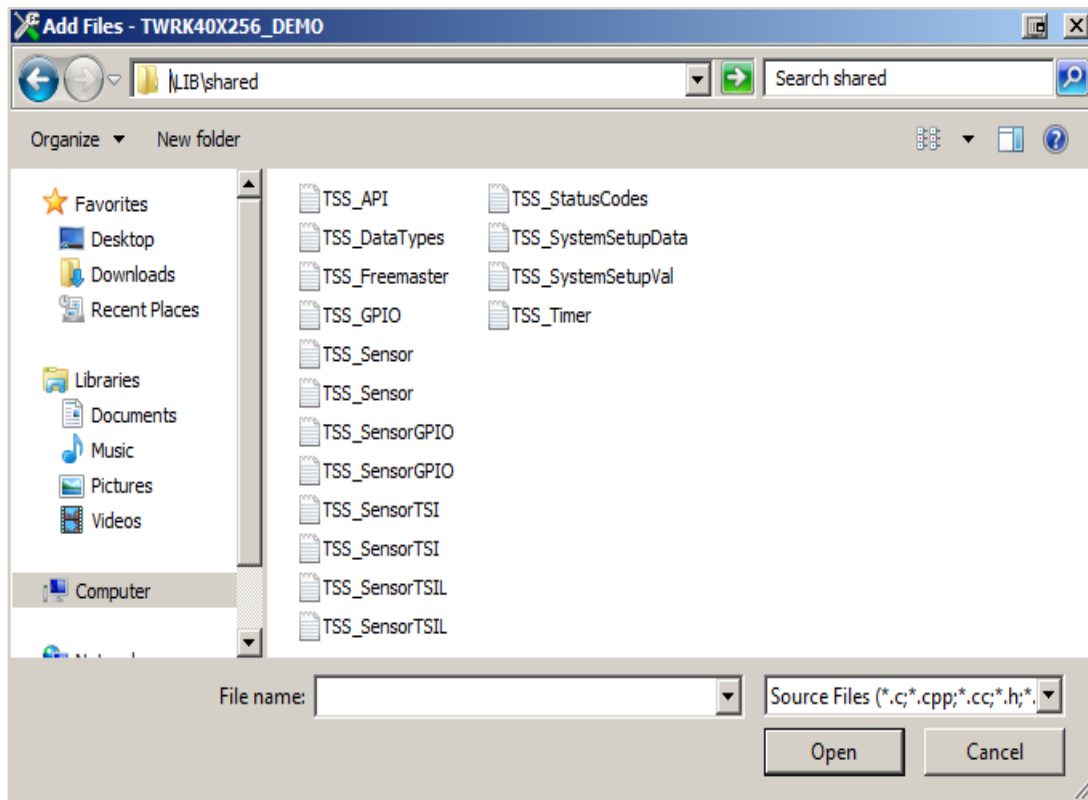 Add Files - TWRK40X256_DEMO
\LIB\shared
Search shared
Organize
New folder
Favorites
Desktop
Downloads
Recent Places
Libraries
Documents
Music
Pictures
Videos
Computer
TSS_API
TSS_DataTypes
TSS_Freemaster
TSS_GPIO
TSS_Sensor
TSS_Sensor
TSS_SensorGPIO
TSS_SensorGPIO
TSS_SensorTSI
TSS_SensorTSI
TSS_SensorTSIL
TSS_SensorTSIL
TSS_StatusCodes
TSS_SystemSetupData
TSS_SystemSetupVal
TSS_Timer
File name:
Source Files (*.c;*.cpp;*.cc;*.h;*.
Open
Cancel